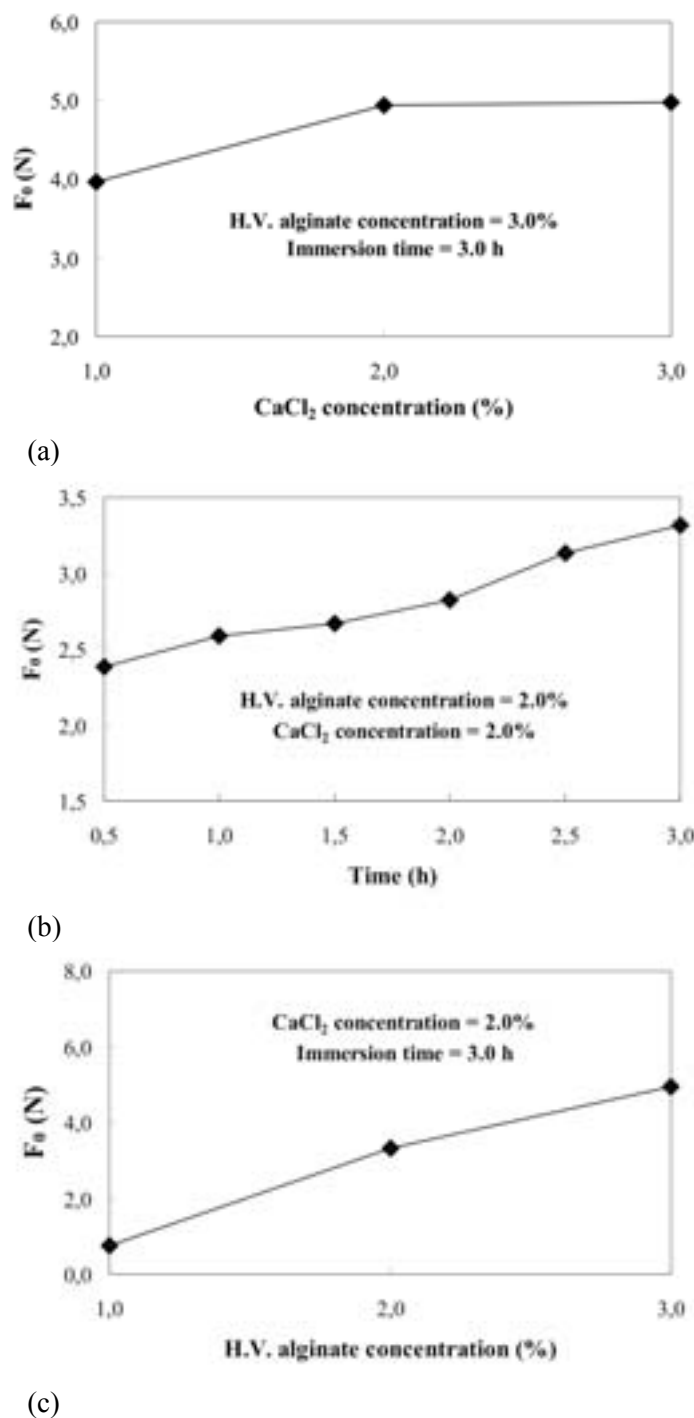 6,0
5,0
4,0
3,0
2,0
F₀ (N)
H.V. alginate concentration = 3.0%
Immersion time = 3.0 h
1,0 2,0 3,0
CaCl₂ concentration (%)
(a)
3,5
3,0
2,5
2,0
1,5
F₀ (N)
H.V. alginate concentration = 2.0%
CaCl₂ concentration = 2.0%
0,5 1,0 1,5 2,0 2,5 3,0
Time (h)
(b)
8,0
6,0
4,0
2,0
0,0
F₀ (N)
CaCl₂ concentration = 2.0%
Immersion time = 3.0 h
1,0 2,0 3,0
H.V. alginate concentration (%)
(c)